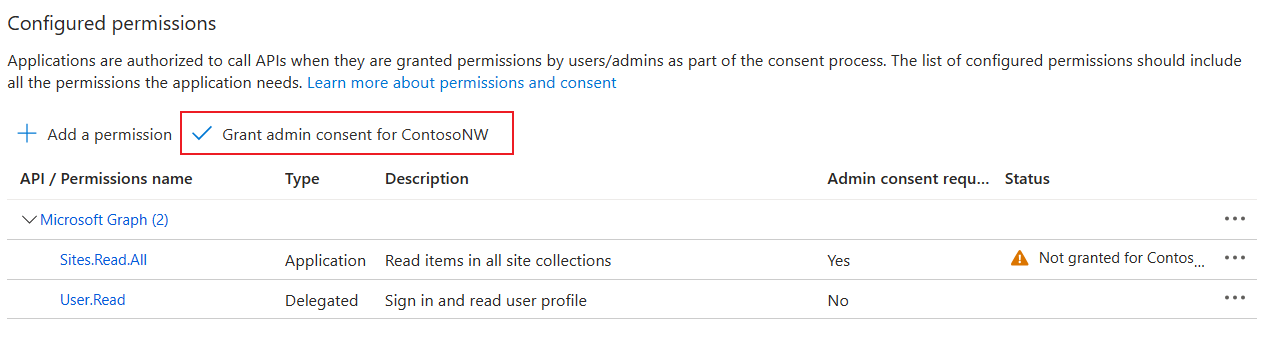 Configured permissions
Applications are authorized to call APIs when they are granted permissions by users/admins as part of the consent process. The list of configured permissions should include
all the permissions the application needs. Learn more about permissions and consent
Add a permission Grant admin consent for ContosoNW
API / Permissions name Type Description Admin consent requ... Status
Microsoft Graph (2) ...
Sites.Read.All Application Read items in all site collections Yes Not granted for Contos... ...
User.Read Delegated Sign in and read user profile No ...